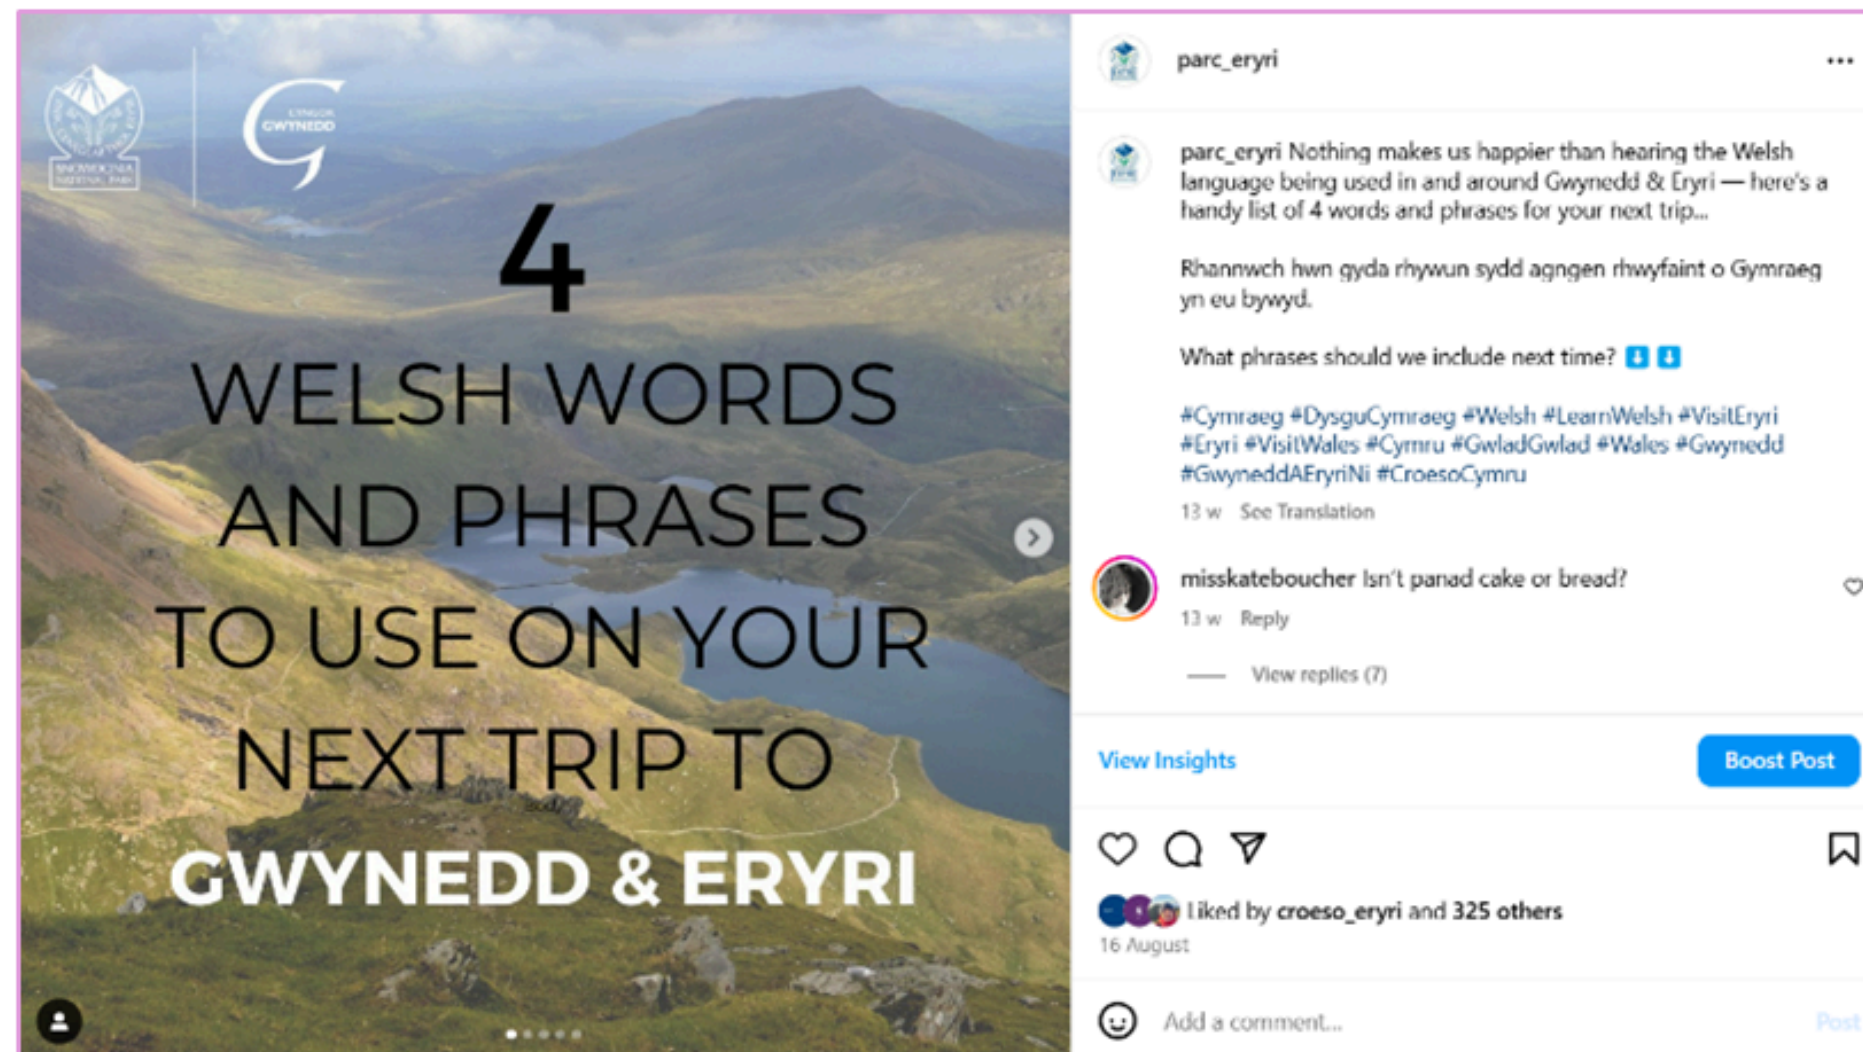 SNOWDONIA
NATIONAL PARK
CYNGOR
GWYNEDD
4
WELSH WORDS
AND PHRASES
TO USE ON YOUR
NEXT TRIP TO
GWYNEDD & ERYRI
parc_eryri
parc_eryri Nothing makes us happier than hearing the Welsh
language being used in and around Gwynedd & Eryri — here's a
handy list of 4 words and phrases for your next trip...
Rhannwch hwn gyda rhywun sydd agngen rhwyfaint o Gymraeg
yn eu bywyd.
What phrases should we include next time?
#Cymraeg #DysguCymraeg #Welsh #LearnWelsh #VisitEryri
#Eryri #VisitWales #Cymru #GwladGwlad #Wales #Gwynedd
#GwyneddAEryriNi #CroesoCymru
13 w See Translation
misskateboucher Isn't panad cake or bread?
13 w Reply
View replies (7)
View Insights
Boost Post
Liked by croeso_eryri and 325 others
16 August
Add a comment...
Post